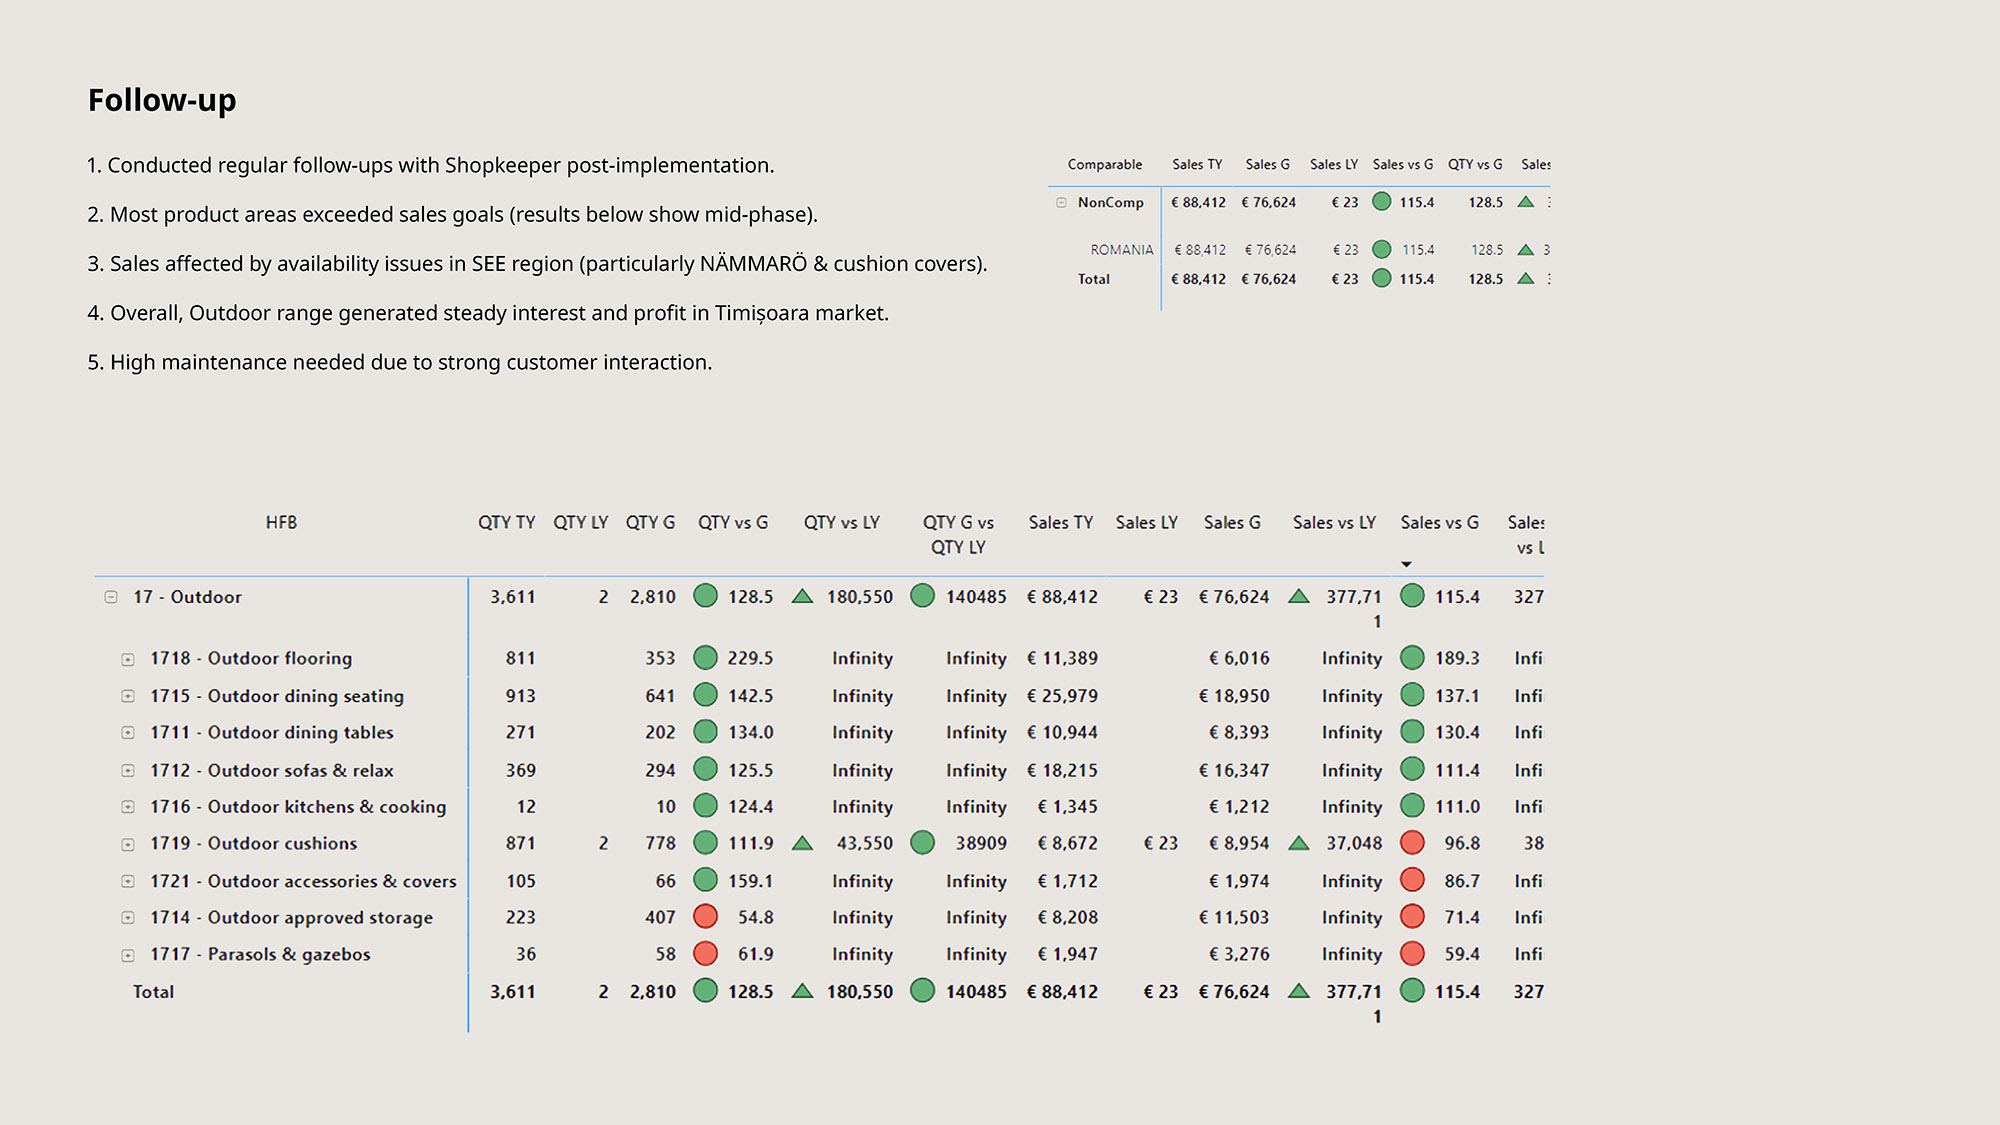 Follow-up
1. Conducted regular follow-ups with Shopkeeper post-implementation.
2. Most product areas exceeded sales goals (results below show mid-phase).
3. Sales affected by availability issues in SEE region (particularly NÄMMARÖ & cushion covers).
4. Overall, Outdoor range generated steady interest and profit in Timișoara market.
5. High maintenance needed due to strong customer interaction.
Comparable Sales TY Sales G Sales LY Sales vs G QTY vs G Sales
NonComp € 88,412 € 76,624 € 23 115.4 128.5
ROMANIA € 88,412 € 76,624 € 23 115.4 128.5 3
Total € 88,412 € 76,624 € 23 115.4 128.5
HFB QTY TY QTY LY QTY G QTY vs G QTY vs LY QTY G vs Sales TY Sales LY Sales G Sales vs LY Sales vs G Sales
QTY LY vs L
17 - Outdoor 3,611 2 2,810 128.5 180,550 140485 € 88,412 € 23 € 76,624 377,71 115.4 327
1
1718 - Outdoor flooring 811 353 229.5 Infinity Infinity € 11,389 € 6,016 Infinity 189.3 Infi
1715 - Outdoor dining seating 913 641 142.5 Infinity Infinity € 25,979 € 18,950 Infinity 137.1 Infi
1711 - Outdoor dining tables 271 202 134.0 Infinity Infinity € 10,944 € 8,393 Infinity 130.4 Infi
1712 - Outdoor sofas & relax 369 294 125.5 Infinity Infinity € 18,215 € 16,347 Infinity 111.4 Infi
1716 - Outdoor kitchens & cooking 12 10 124.4 Infinity Infinity € 1,345 € 1,212 Infinity 111.0 Infi
1719 - Outdoor cushions 871 2 778 111.9 43,550 38909 € 8,672 € 23 € 8,954 37,048 96.8 38
1721 - Outdoor accessories & covers 105 66 159.1 Infinity Infinity € 1,712 € 1,974 Infinity 86.7 Infi
1714 - Outdoor approved storage 223 407 54.8 Infinity Infinity € 8,208 € 11,503 Infinity 71.4 Infi
1717 - Parasols & gazebos 36 58 61.9 Infinity Infinity € 1,947 € 3,276 Infinity 59.4 Infi
Total 3,611 2 2,810 128.5 180,550 140485 € 88,412 € 23 € 76,624 377,71 115.4 327
1